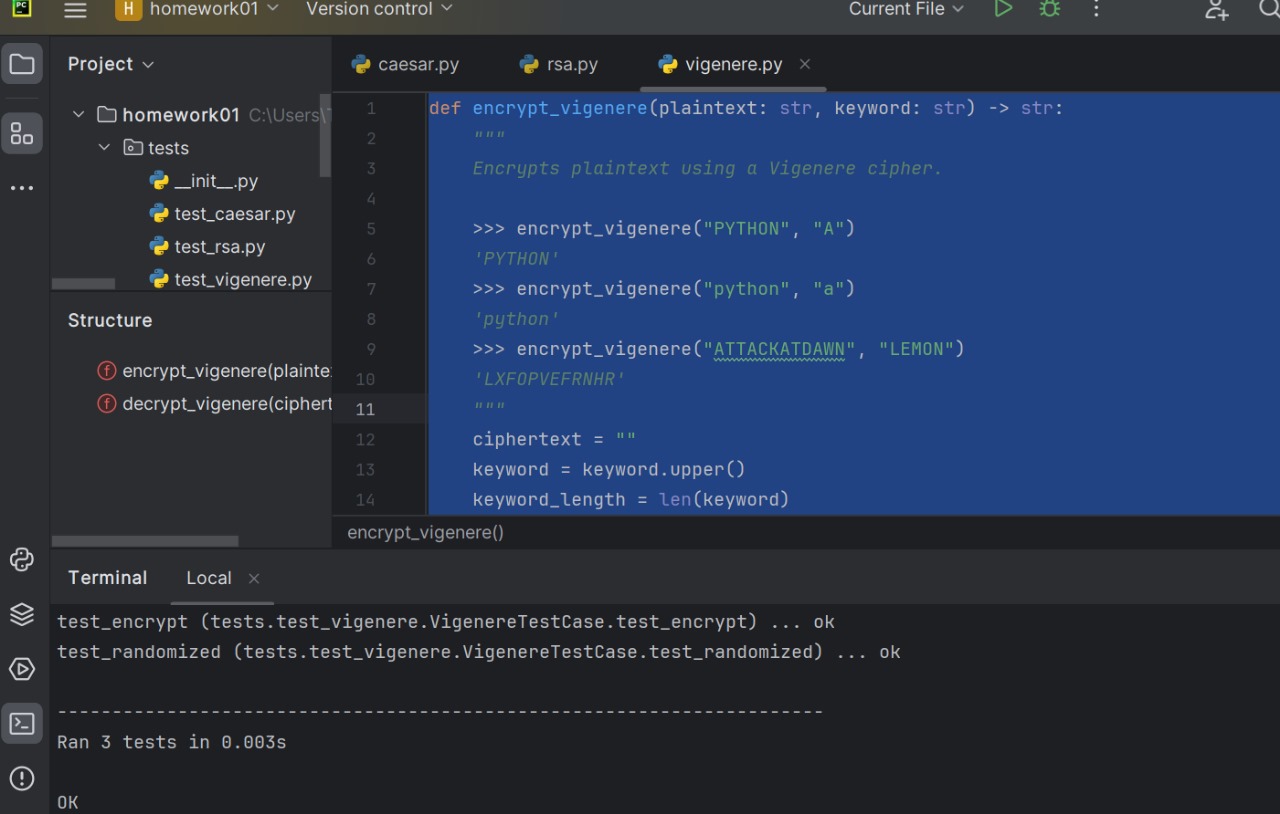 PC
H homework01 Version control Current File
Project
homework01 C:\Users\
tests
__init__.py
test_caesar.py
test_rsa.py
test_vigenere.py
Structure
encrypt_vigenere(plainte
decrypt_vigenere(ciphert
caesar.py rsa.py vigenere.py
1 def encrypt_vigenere(plaintext: str, keyword: str) -> str:
2 """
3 Encrypts plaintext using a Vigenere cipher.
4
5 >>> encrypt_vigenere("PYTHON", "A")
6 'PYTHON'
7 >>> encrypt_vigenere("python", "a")
8 'python'
9 >>> encrypt_vigenere("ATTACKATDAWN", "LEMON")
10 'LXFOPVEFRNHR'
11 """
12 ciphertext = ""
13 keyword = keyword.upper()
14 keyword_length = len(keyword)
encrypt_vigenere()
Terminal Local
test_encrypt (tests.test_vigenere.VigenereTestCase.test_encrypt) ... ok
test_randomized (tests.test_vigenere.VigenereTestCase.test_randomized) ... ok
----------------------------------------------------------------------
Ran 3 tests in 0.003s
OK